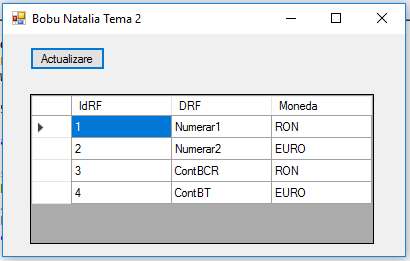 Bobu Natalia Tema 2
Actualizare
IdRF DRF Moneda
1 Numerar1 RON
2 Numerar2 EURO
3 ContBCR RON
4 ContBT EURO